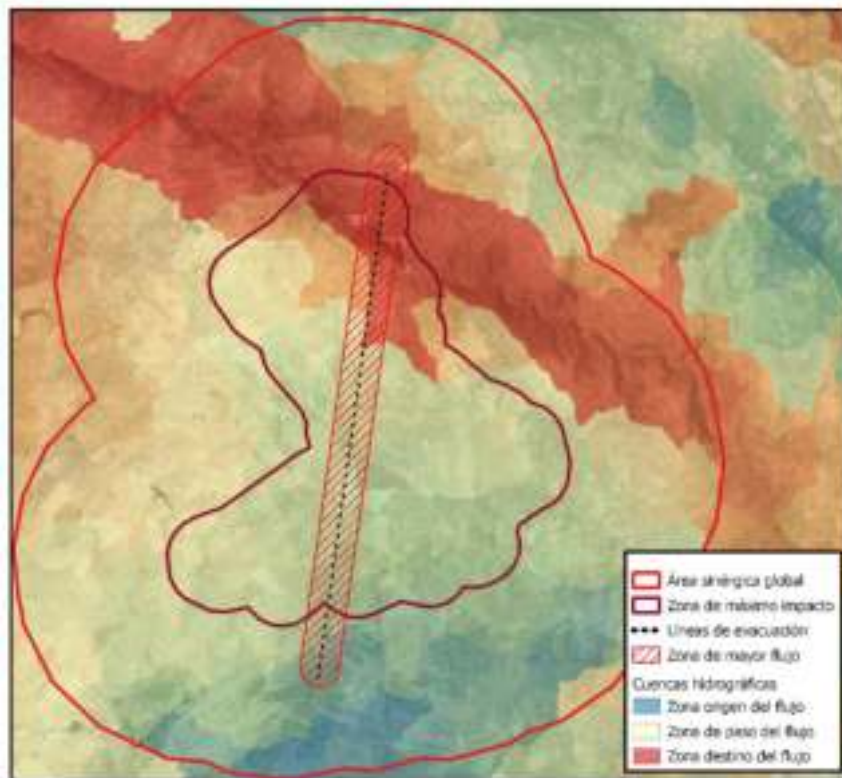 Área sinérgica global
Zona de máximo impacto
Líneas de evacuación
Zona de mayor flujo
Cuencas hidrográficas
Zona origen del flujo
Zona de paso del flujo
Zona destino del flujo